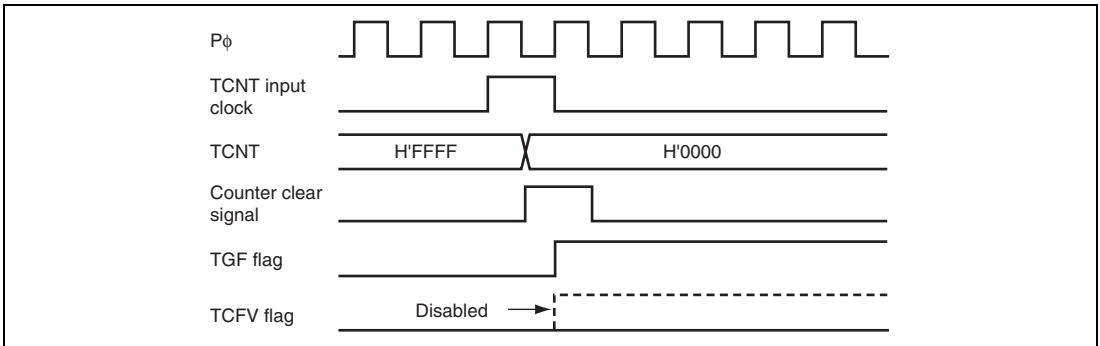 Pϕ
TCNT input
clock
TCNT
H'FFFF
H'0000
Counter clear
signal
TGF flag
TCFV flag
Disabled